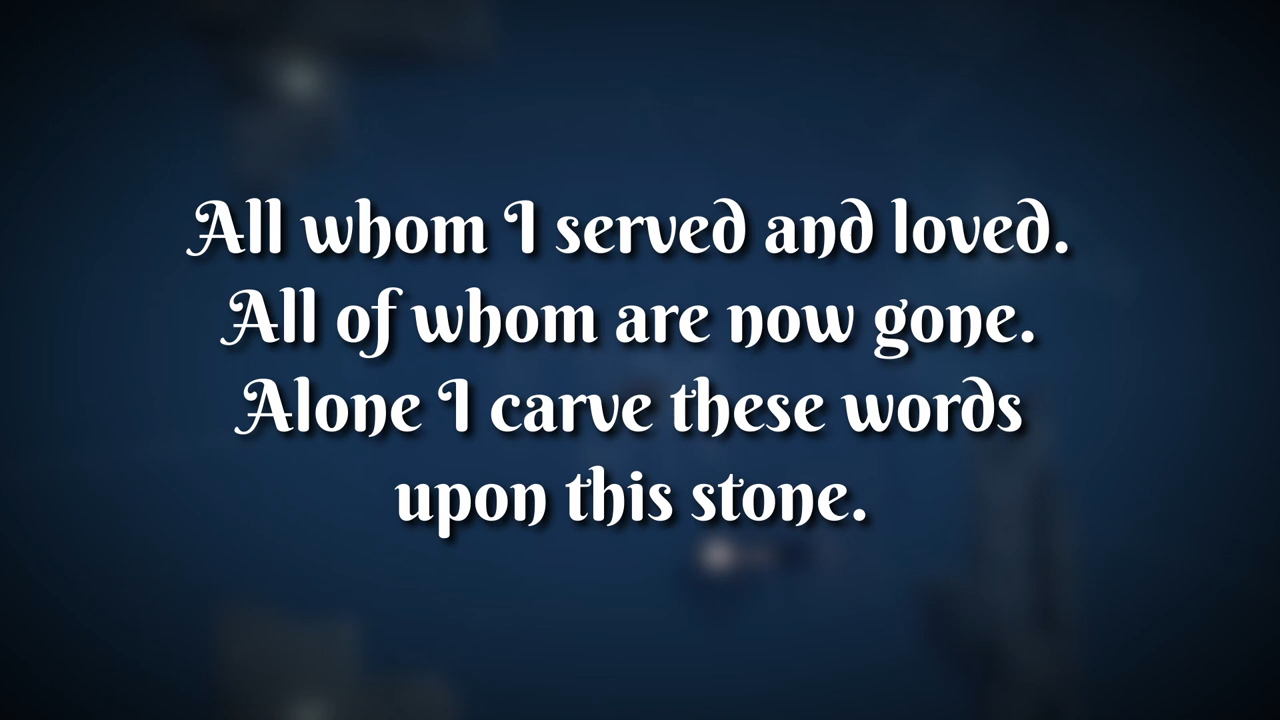 All whom I served and loved.
All of whom are now gone.
Alone I carve these words
upon this stone.